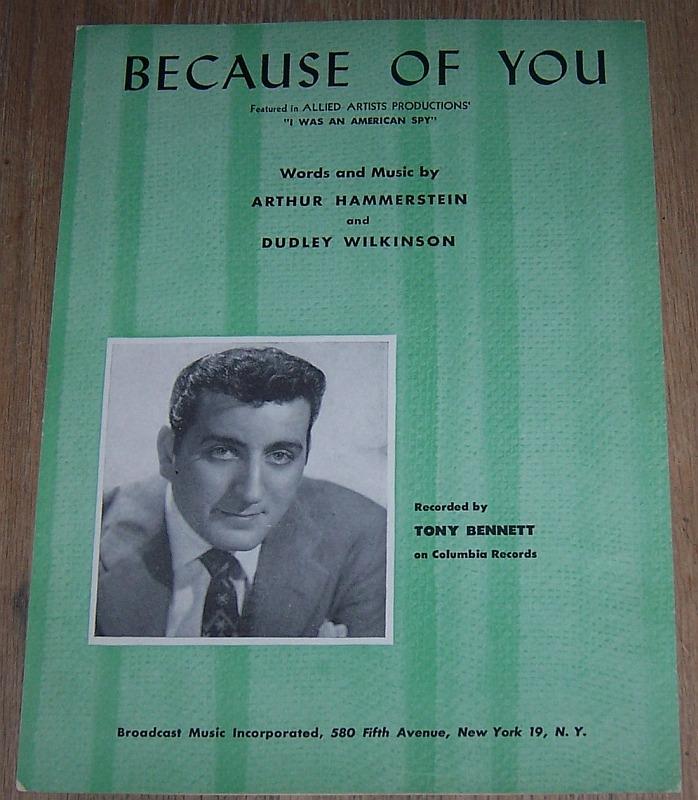 BECAUSE OF YOU
Featured in ALLIED ARTISTS PRODUCTIONS'
"I WAS AN AMERICAN SPY"
Words and Music by
ARTHUR HAMMERSTEIN
and
DUDLEY WILKINSON
Recorded by
TONY BENNETT
on Columbia Records
Broadcast Music Incorporated, 580 Fifth Avenue, New York 19, N. Y.